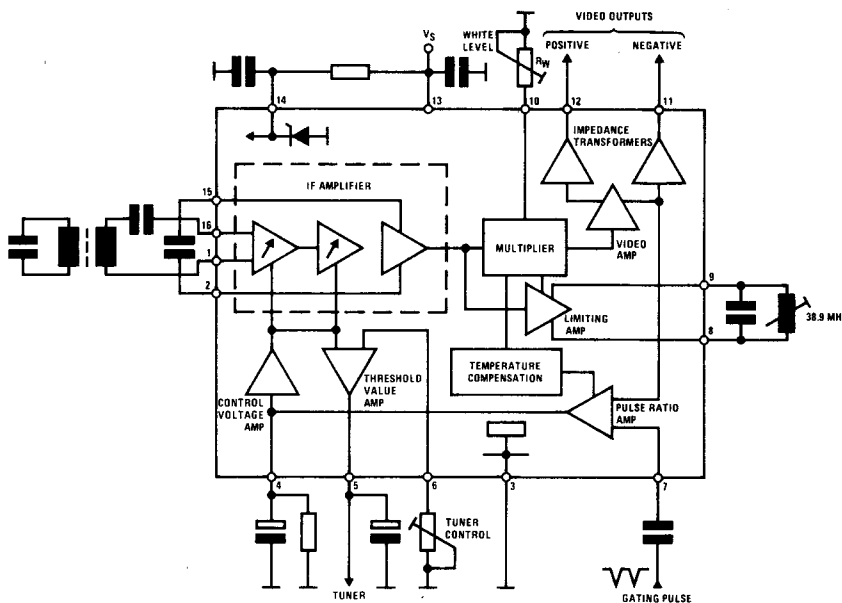 VIDEO OUTPUTS
POSITIVE
NEGATIVE
VS
WHITE
LEVEL
RW
14
13
10
12
11
IMPEDANCE
TRANSFORMERS
IF AMPLIFIER
15
16
1
2
MULTIPLIER
VIDEO
AMP
9
LIMITING
AMP
8
38.9 MH
TEMPERATURE
COMPENSATION
THRESHOLD
VALUE
AMP
CONTROL
VOLTAGE
AMP
PULSE RATIO
AMP
4
5
6
3
7
TUNER
CONTROL
TUNER
GATING PULSE